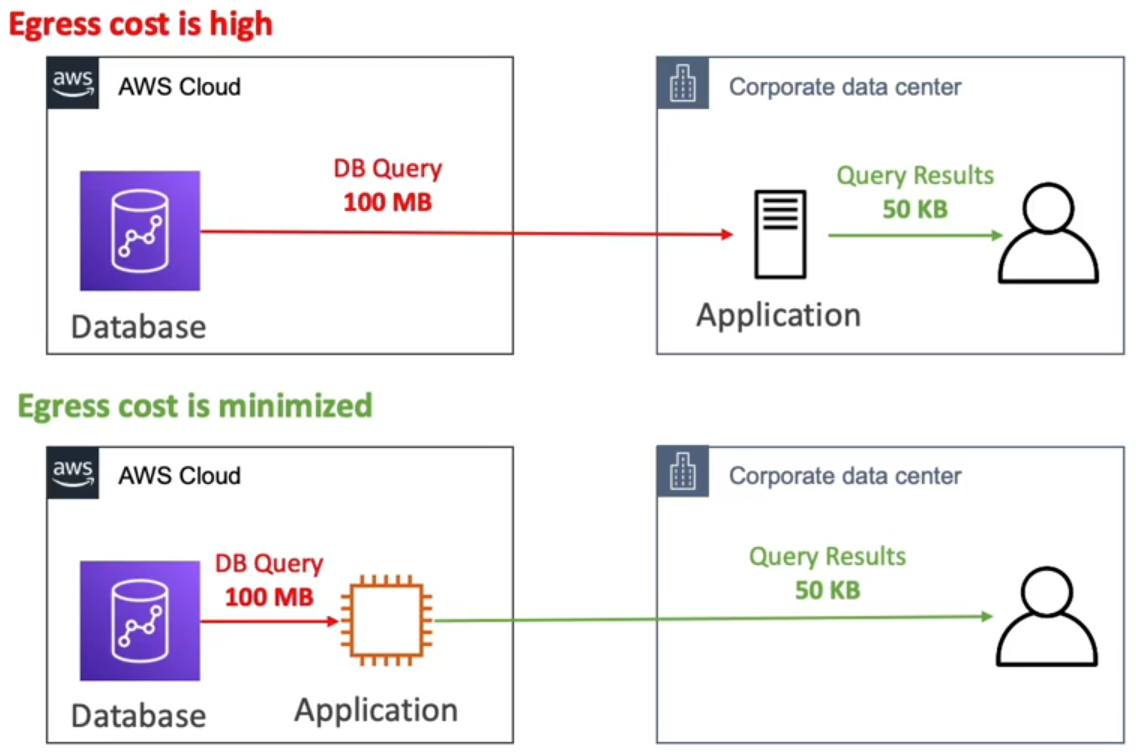 Egress cost is high
aws
AWS Cloud
Corporate data center
DB Query
100 MB
Query Results
50 KB
Database
Application
Egress cost is minimized
aws
AWS Cloud
Corporate data center
DB Query
100 MB
Query Results
50 KB
Database
Application